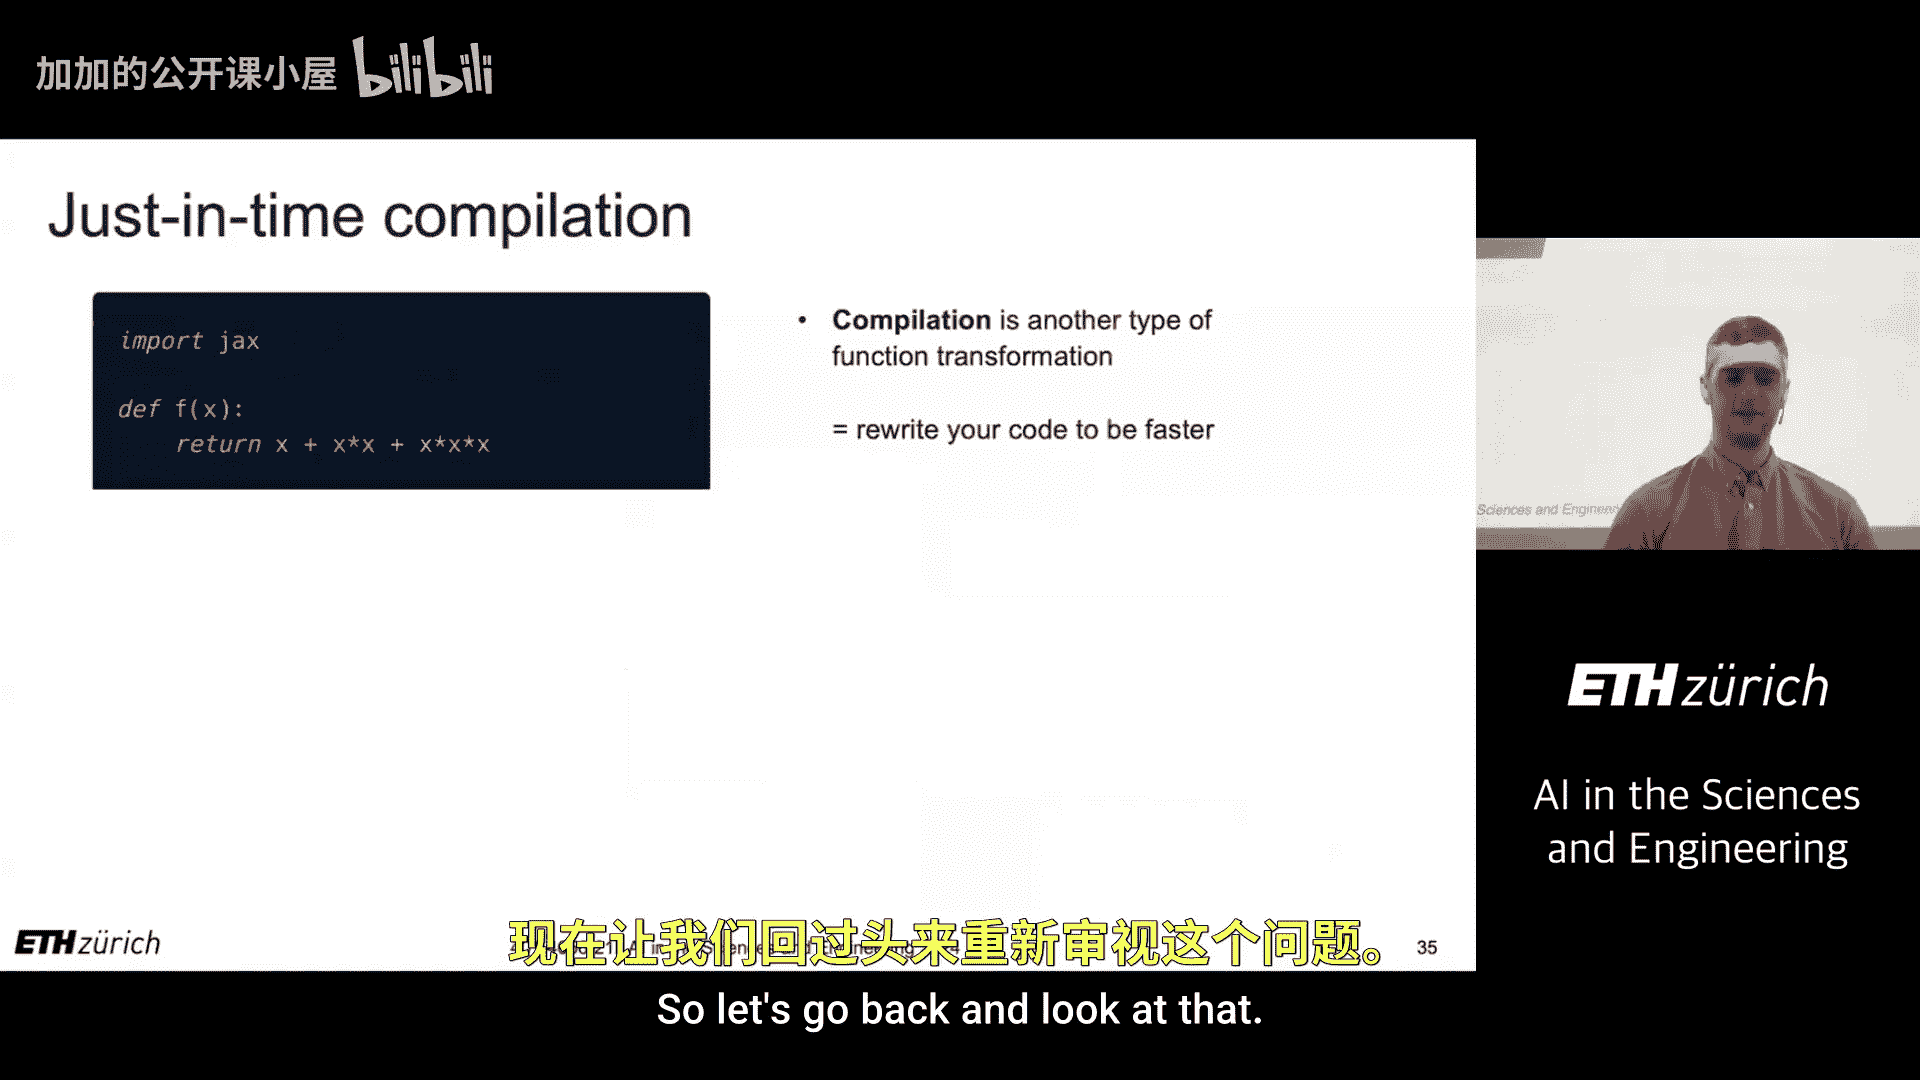 加加的公开课小屋 bilibili
Just-in-time compilation
import jax
def f(x):
return x + x*x + x*x*x
• Compilation is another type of
function transformation
= rewrite your code to be faster
Sciences and Engineering
ETH zürich
AI in the Sciences
and Engineering
ETH zürich
35
现在让我们回过头来重新审视这个问题。
So let's go back and look at that.